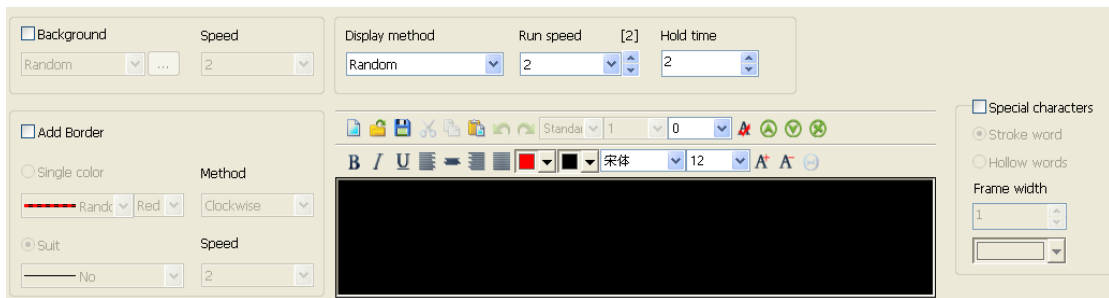 Background
Speed
Random
...
2
Display method
Run speed
[2]
Hold time
Random
2
2
Add Border
Single color
Method
Rando
Red
Clockwise
Suit
Speed
No
2
Standar
1
0
A
B I U
宋体
12
A+ A-
Special characters
Stroke word
Hollow words
Frame width
1